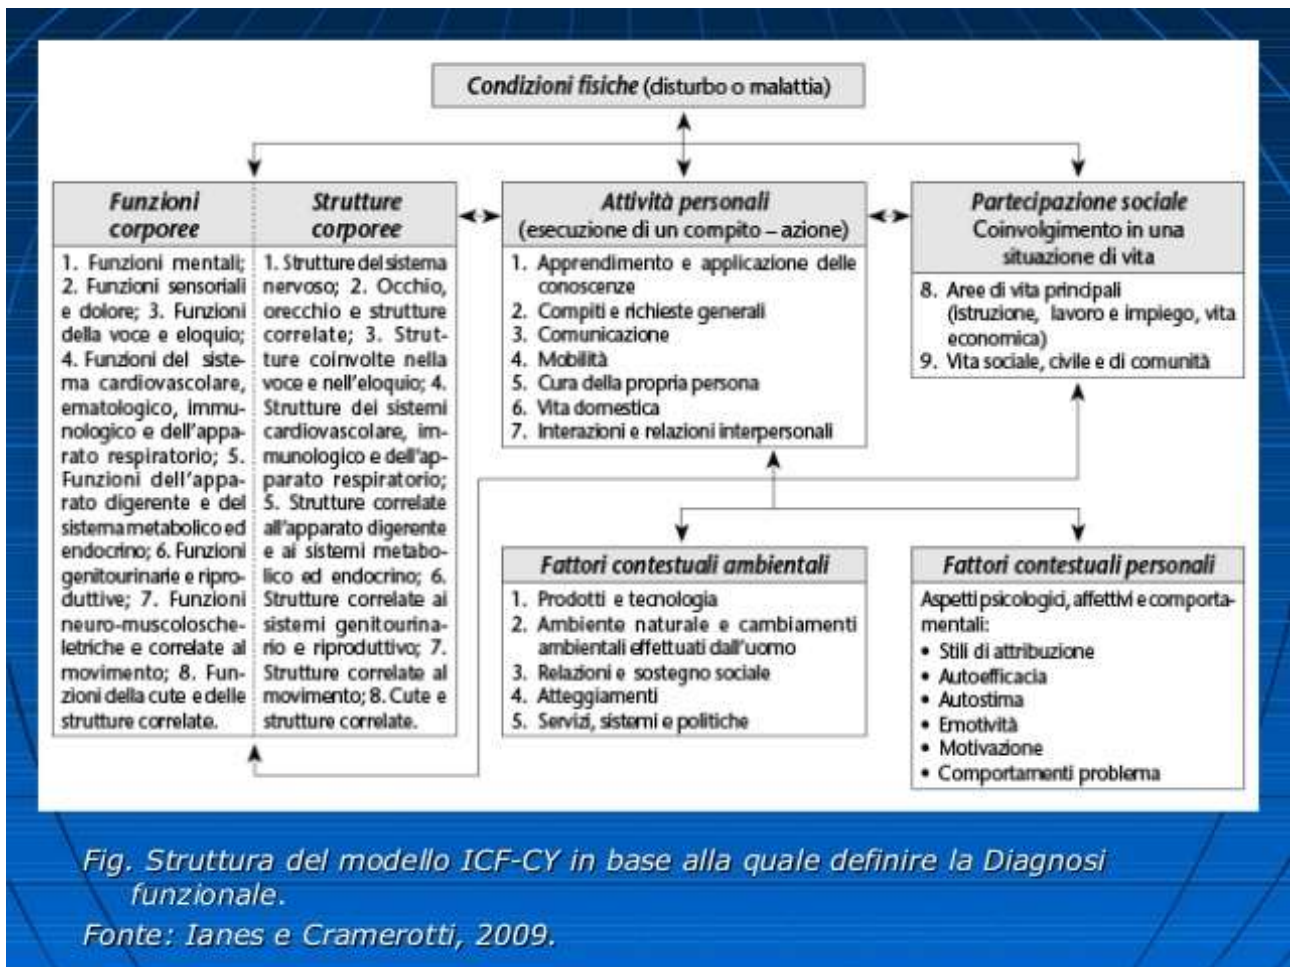 Condizioni fisiche (disturbo o malattia)
Funzioni
corporee
1. Funzioni mentali;
2. Funzioni sensoriali
e dolore; 3. Funzioni
della voce e eloquio;
4. Funzioni del siste-
ma cardiovascolare,
ematologico, immu-
nologico e dell'appa-
rato respiratorio; 5.
Funzioni dell'appa-
rato digerente e del
sistema metabolico ed
endocrino; 6. Funzioni
genitourinarie e ripro-
duttive; 7. Funzioni
neuro-muscolosche-
letriche e correlate al
movimento; 8. Fun-
zioni della cute e delle
strutture correlate.
Strutture
corporee
1. Strutture del sistema
nervoso; 2. Occhio,
orecchio e strutture
correlate; 3. Strut-
ture coinvolte nella
voce e nell'eloquio; 4.
Strutture dei sistemi
cardiovascolare, im-
munologico e dell'ap-
parato respiratorio;
5. Strutture correlate
all'apparato digerente
e ai sistemi metabo-
lico ed endocrino; 6.
Strutture correlate ai
sistemi genitourina-
rio e riproduttivo; 7.
Strutture correlate al
movimento; 8. Cute e
strutture correlate.
Attività personali
(esecuzione di un compito – azione)
1. Apprendimento e applicazione delle
conoscenze
2. Compiti e richieste generali
3. Comunicazione
4. Mobilità
5. Cura della propria persona
6. Vita domestica
7. Interazioni e relazioni interpersonali
Partecipazione sociale
Coinvolgimento in una
situazione di vita
8. Aree di vita principali
(istruzione, lavoro e impiego, vita
economica)
9. Vita sociale, civile e di comunità
Fattori contestuali ambientali
1. Prodotti e tecnologia
2. Ambiente naturale e cambiamenti
ambientali effettuati dall'uomo
3. Relazioni e sostegno sociale
4. Atteggiamenti
5. Servizi, sistemi e politiche
Fattori contestuali personali
Aspetti psicologici, affettivi e comporta-
mentali:
• Stili di attribuzione
• Autoefficacia
• Autostima
• Emotività
• Motivazione
• Comportamenti problema
Fig. Struttura del modello ICF-CY in base alla quale definire la Diagnosi
funzionale.
Fonte: Ianes e Cramerotti, 2009.